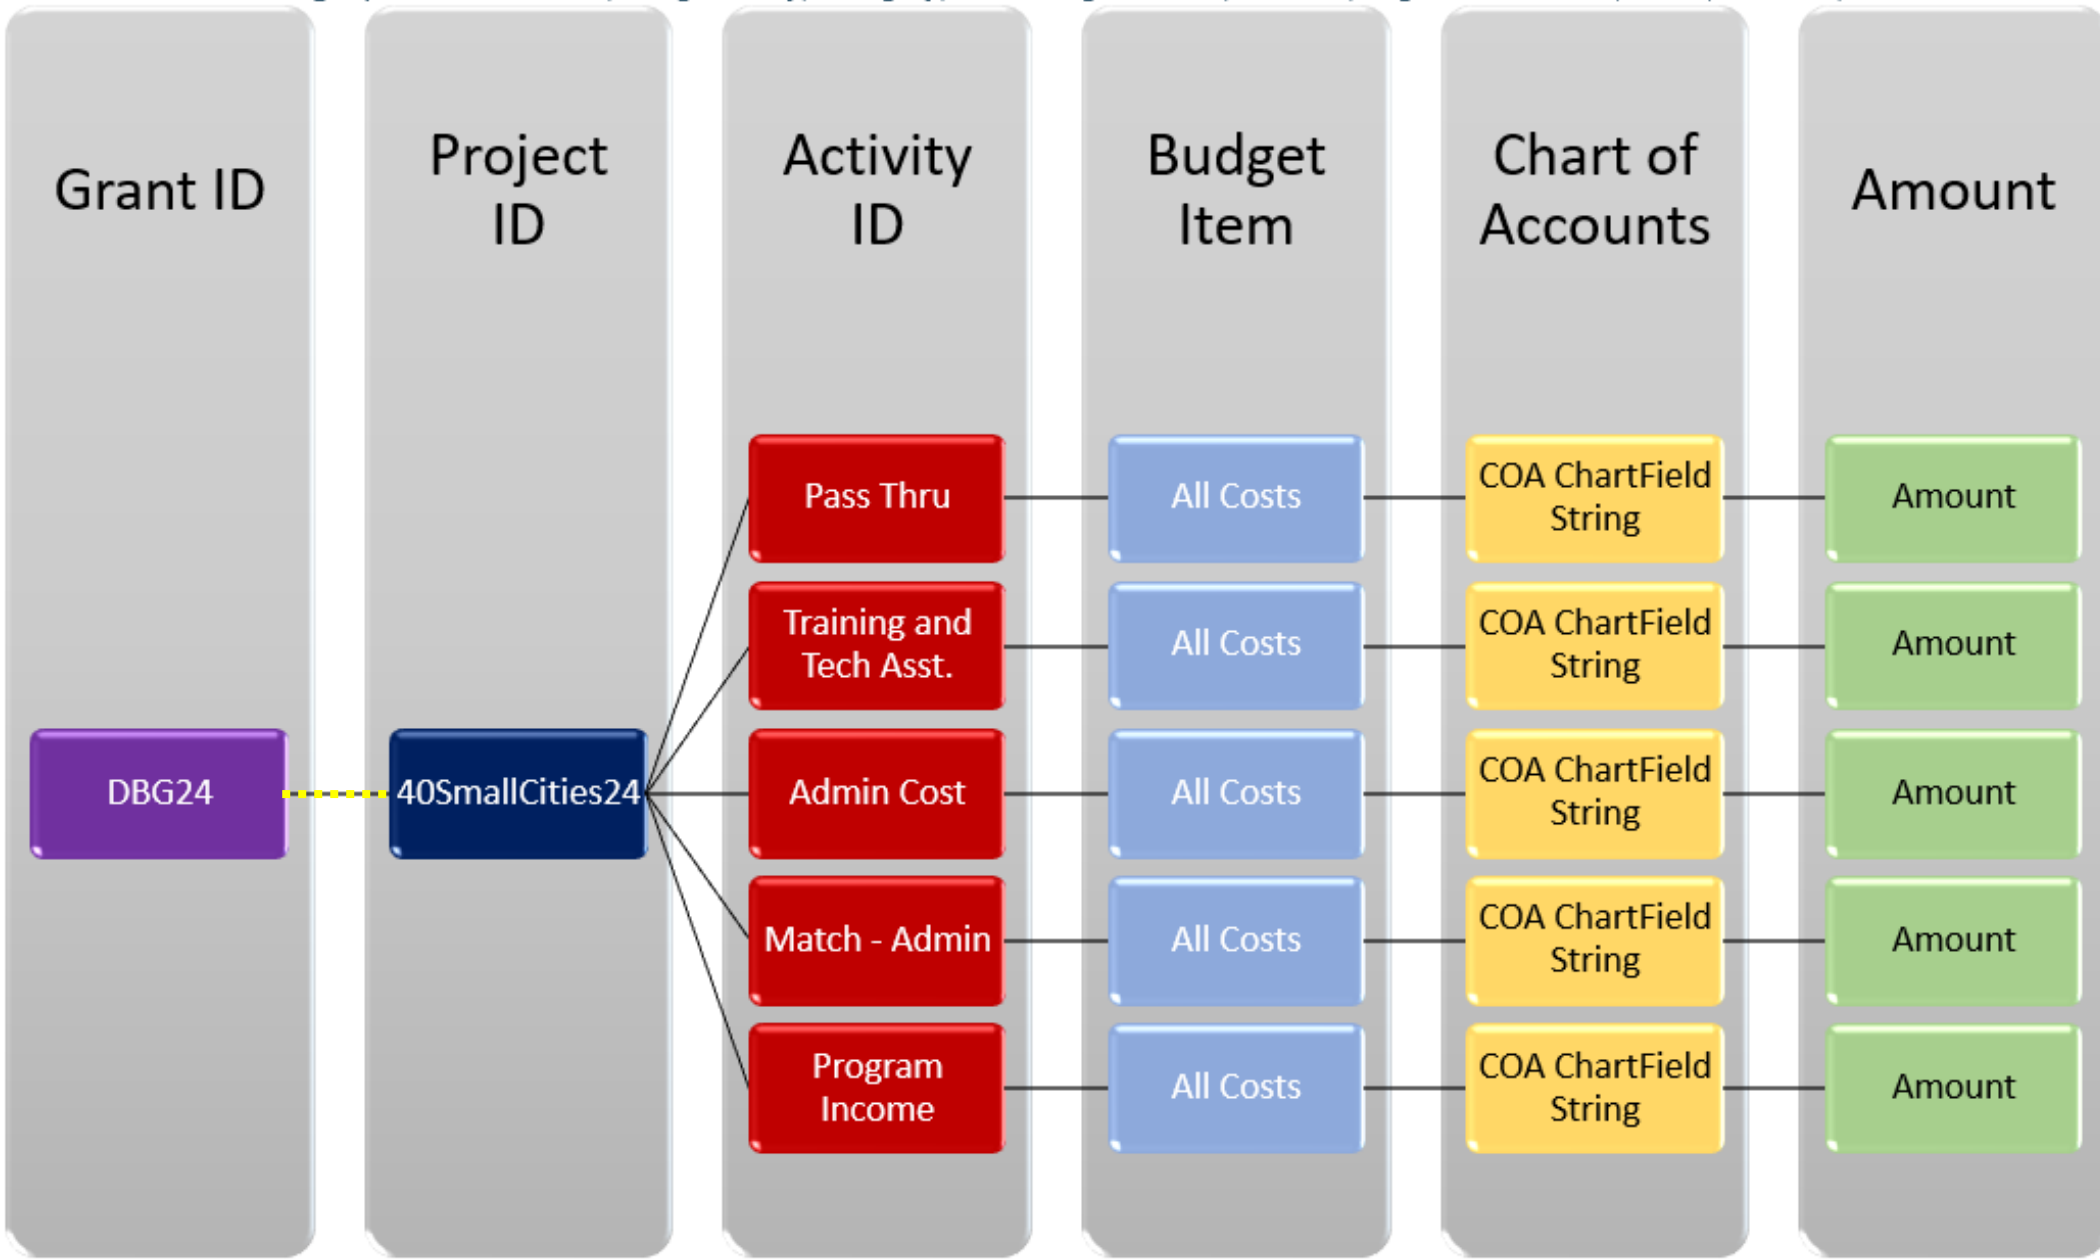 Grant ID
Project
ID
Activity
ID
Budget
Item
Chart of
Accounts
Amount
Pass Thru
All Costs
COA ChartField
String
Amount
Training and
Tech Asst.
All Costs
COA ChartField
String
Amount
DBG24
40SmallCities24
Admin Cost
All Costs
COA ChartField
String
Amount
Match - Admin
All Costs
COA ChartField
String
Amount
Program
Income
All Costs
COA ChartField
String
Amount